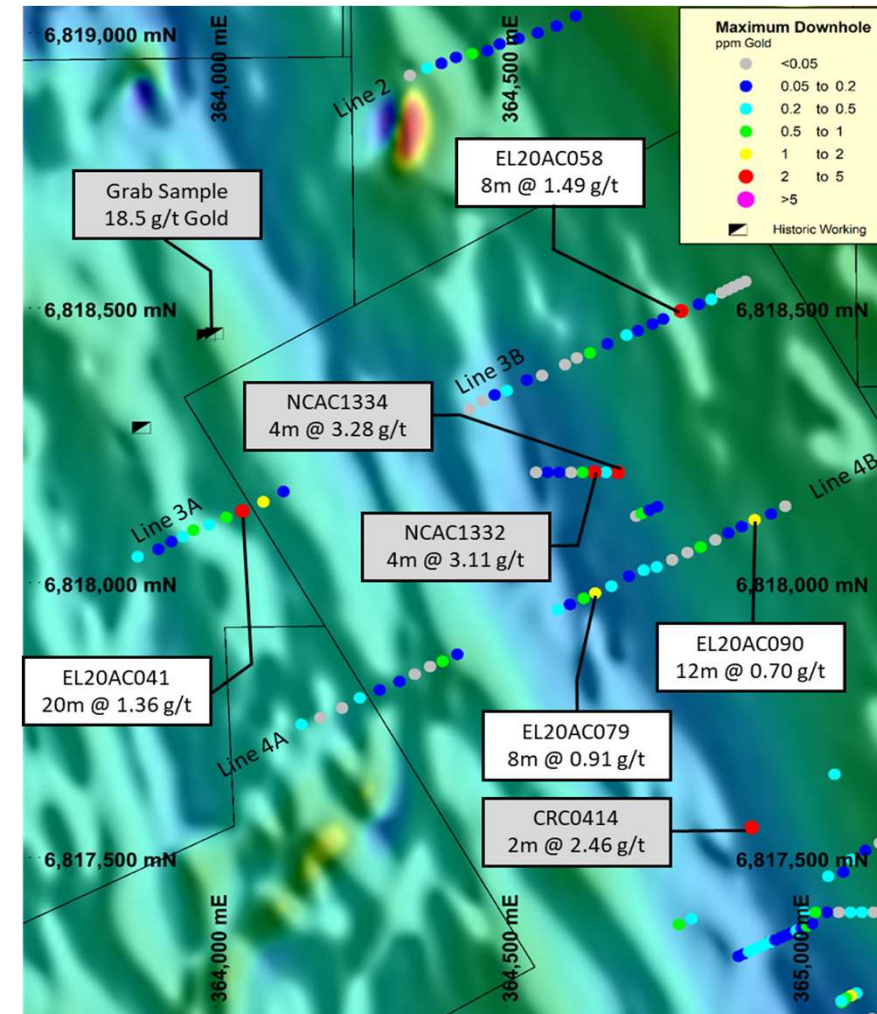 6,819,000 mN
364,000 mE
364,500 mE
Maximum Downhole
ppm Gold
<0.05
0.05 to 0.2
0.2 to 0.5
0.5 to 1
1 to 2
2 to 5
>5
Historic Working
Line 2
EL20AC058
8m @ 1.49 g/t
Grab Sample
18.5 g/t Gold
6,818,500 mN
6,818,500 mN
Line 3B
NCAC1334
4m @ 3.28 g/t
Line 4B
Line 3A
NCAC1332
4m @ 3.11 g/t
6,818,000 mN
6,818,000 mN
EL20AC090
12m @ 0.70 g/t
EL20AC041
20m @ 1.36 g/t
EL20AC079
8m @ 0.91 g/t
Line 4A
CRC0414
2m @ 2.46 g/t
6,817,500 mN
6,817,500 mN
364,000 mE
364,500 mE
365,000 mE